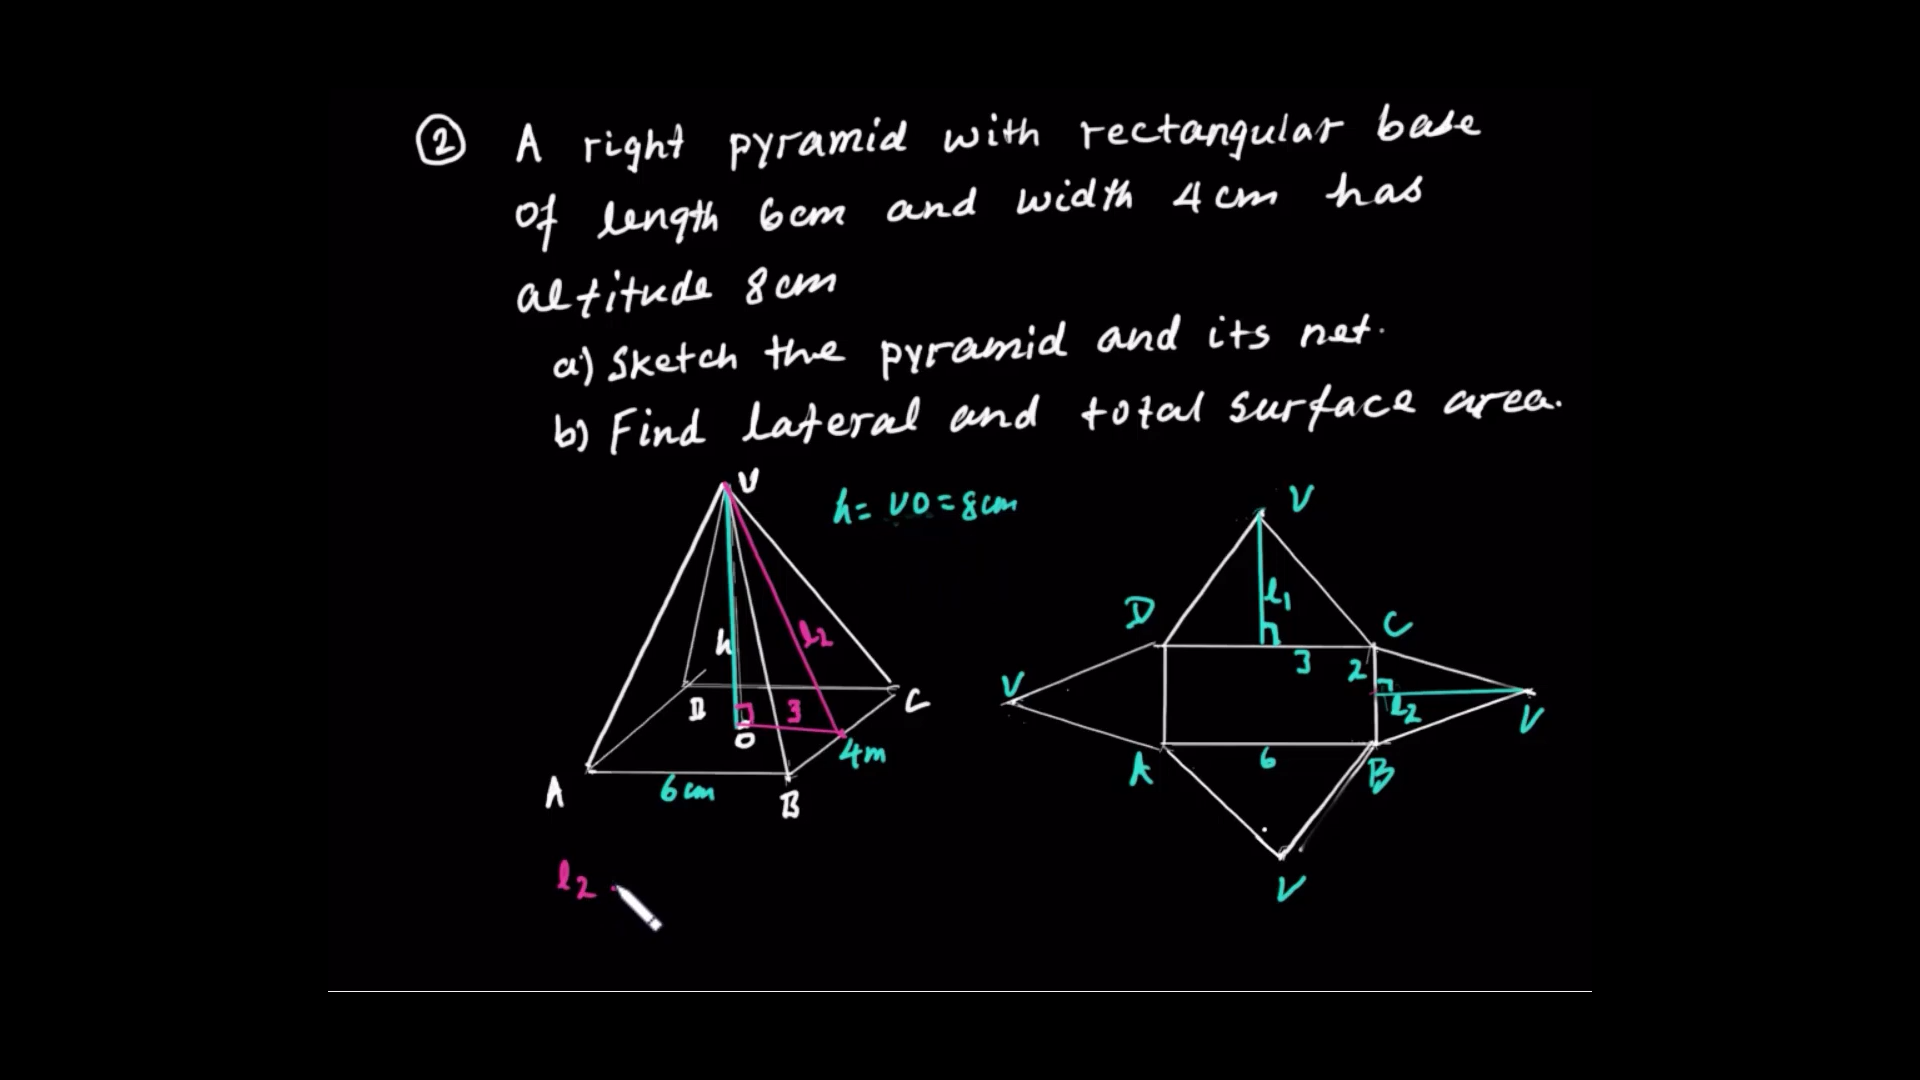 ② A right pyramid with rectangular base
of length 6cm and width 4cm has
altitude 8cm
a) Sketch the pyramid and its net.
b) Find lateral and total surface area.
V
h = VO = 8cm
V
l1
D
C
h
l2
3
2
V
D
3
C
l2
V
O
4m
A
6cm
B
A
6
B
l2
V